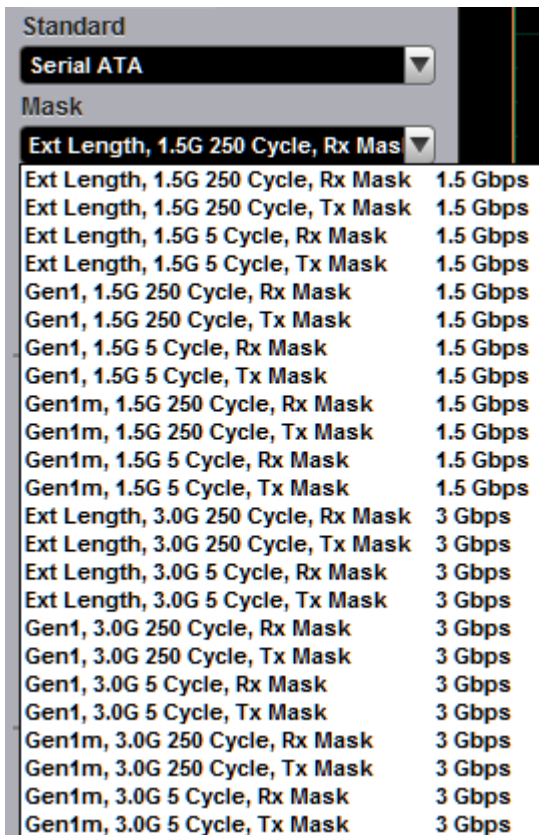 Standard
Serial ATA
Mask
Ext Length, 1.5G 250 Cycle, Rx Mas
Ext Length, 1.5G 250 Cycle, Rx Mask 1.5 Gbps
Ext Length, 1.5G 250 Cycle, Tx Mask 1.5 Gbps
Ext Length, 1.5G 5 Cycle, Rx Mask 1.5 Gbps
Ext Length, 1.5G 5 Cycle, Tx Mask 1.5 Gbps
Gen1, 1.5G 250 Cycle, Rx Mask 1.5 Gbps
Gen1, 1.5G 250 Cycle, Tx Mask 1.5 Gbps
Gen1, 1.5G 5 Cycle, Rx Mask 1.5 Gbps
Gen1, 1.5G 5 Cycle, Tx Mask 1.5 Gbps
Gen1m, 1.5G 250 Cycle, Rx Mask 1.5 Gbps
Gen1m, 1.5G 250 Cycle, Tx Mask 1.5 Gbps
Gen1m, 1.5G 5 Cycle, Rx Mask 1.5 Gbps
Gen1m, 1.5G 5 Cycle, Tx Mask 1.5 Gbps
Ext Length, 3.0G 250 Cycle, Rx Mask 3 Gbps
Ext Length, 3.0G 250 Cycle, Tx Mask 3 Gbps
Ext Length, 3.0G 5 Cycle, Rx Mask 3 Gbps
Ext Length, 3.0G 5 Cycle, Tx Mask 3 Gbps
Gen1, 3.0G 250 Cycle, Rx Mask 3 Gbps
Gen1, 3.0G 250 Cycle, Tx Mask 3 Gbps
Gen1, 3.0G 5 Cycle, Rx Mask 3 Gbps
Gen1, 3.0G 5 Cycle, Tx Mask 3 Gbps
Gen1m, 3.0G 250 Cycle, Rx Mask 3 Gbps
Gen1m, 3.0G 250 Cycle, Tx Mask 3 Gbps
Gen1m, 3.0G 5 Cycle, Rx Mask 3 Gbps
Gen1m, 3.0G 5 Cycle, Tx Mask 3 Gbps